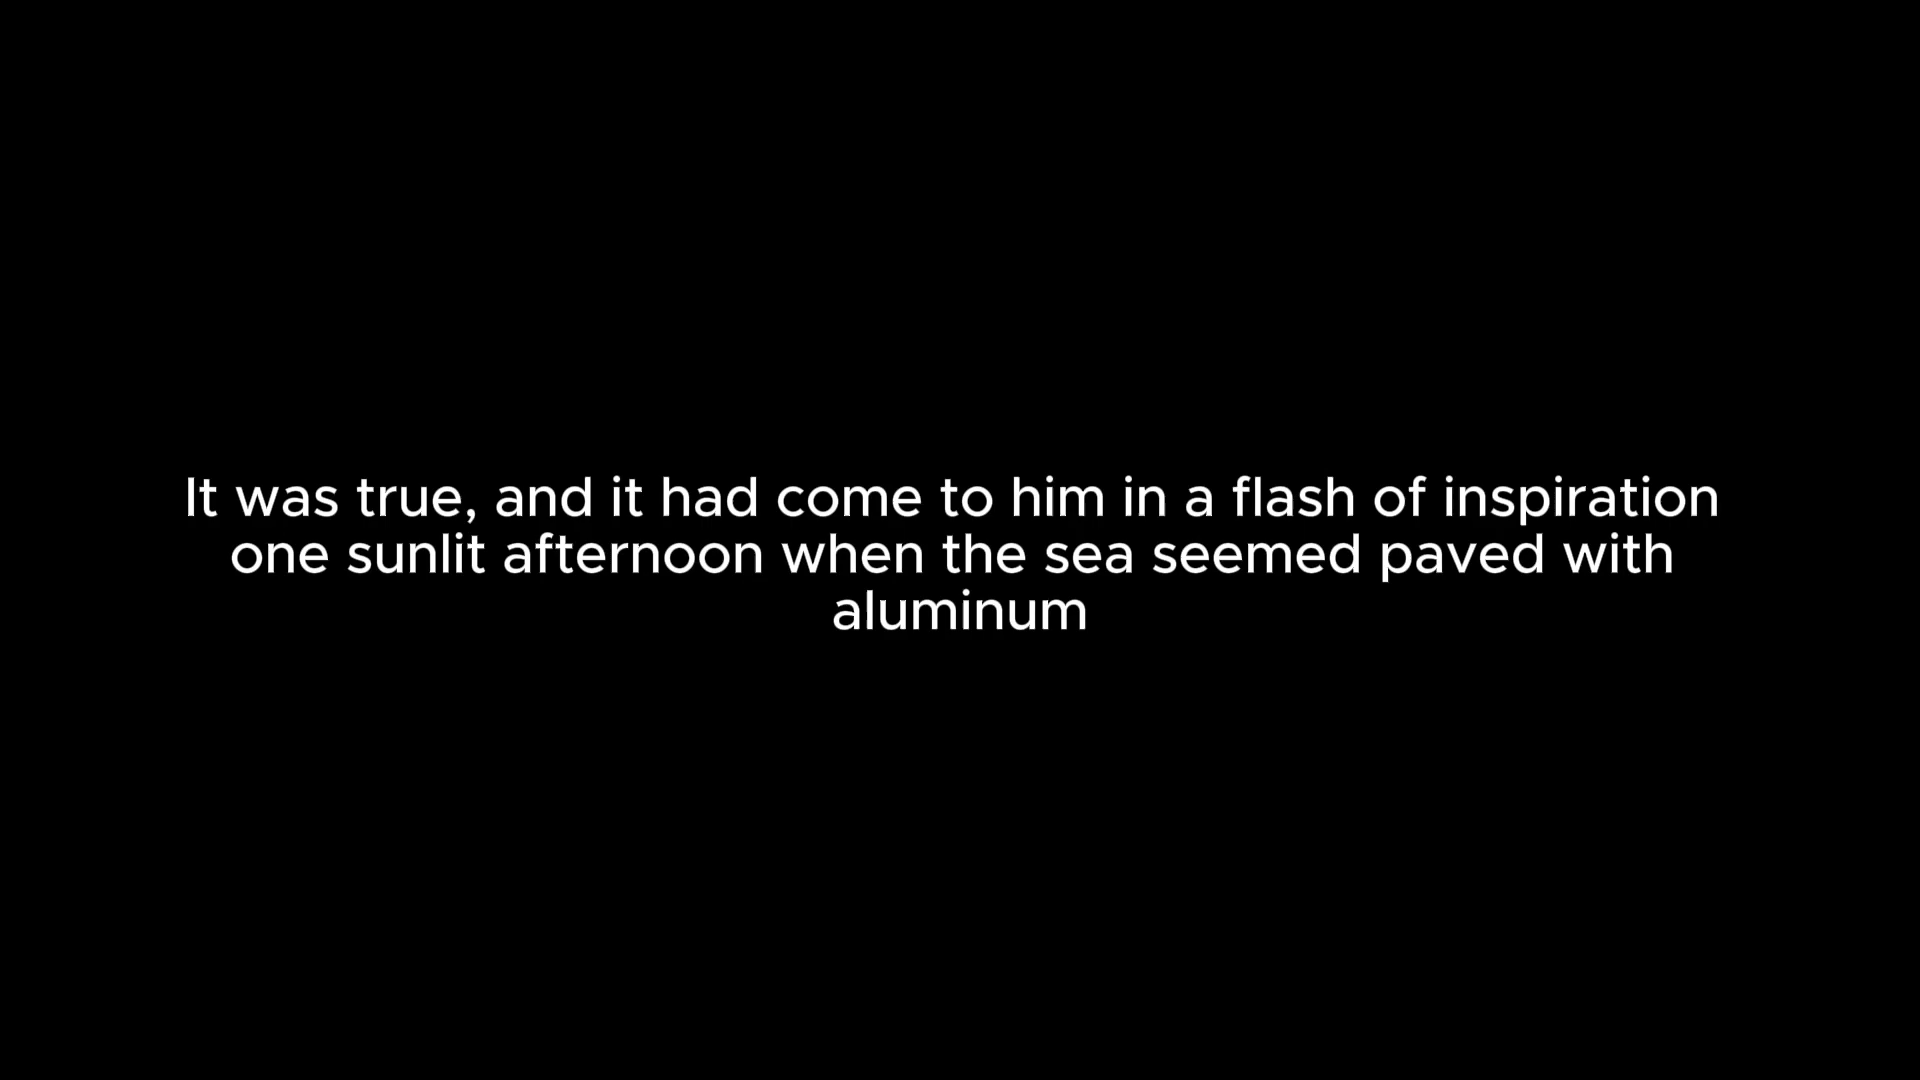 It was true, and it had come to him in a flash of inspiration
one sunlit afternoon when the sea seemed paved with
aluminum